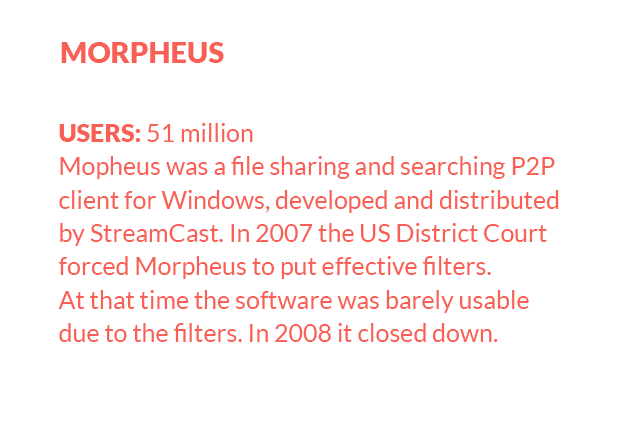 MORPHEUS
USERS: 51 million
Mopheus was a file sharing and searching P2P
client for Windows, developed and distributed
by StreamCast. In 2007 the US District Court
forced Morpheus to put effective filters.
At that time the software was barely usable
due to the filters. In 2008 it closed down.